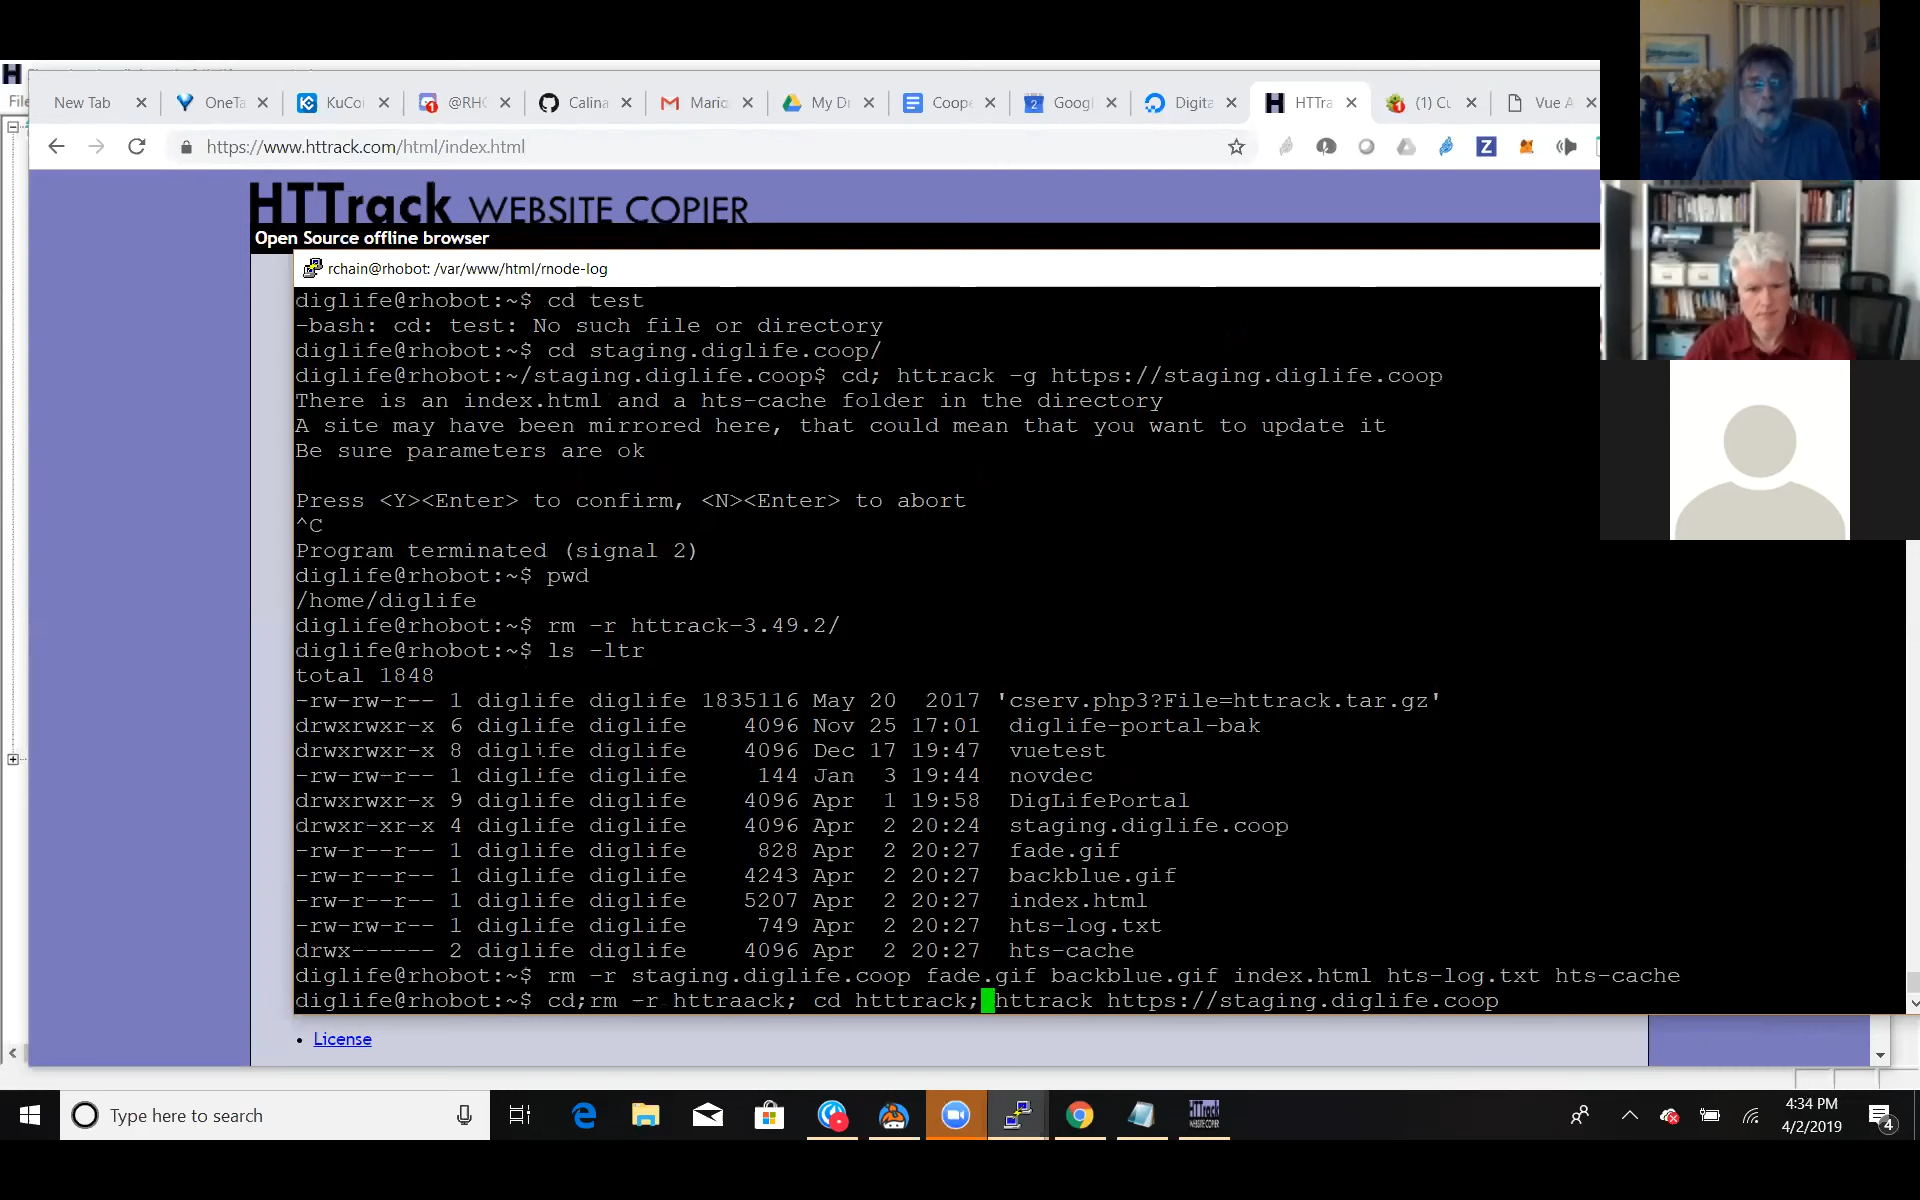 New Tab
OneTa
KuCoi
@RHC
Calina
Mario
My Dr
Coope
2
Googl
Digita
HTTra
(1) Cu
Vue A
File
https://www.httrack.com/html/index.html
Z
HTTrack WEBSITE COPIER
Open Source offline browser
rchain@rhobot: /var/www/html/rnode-log
diglife@rhobot:~$ cd test
-bash: cd: test: No such file or directory
diglife@rhobot:~$ cd staging.diglife.coop/
diglife@rhobot:~/staging.diglife.coop$ cd; httrack -g https://staging.diglife.coop
There is an index.html and a hts-cache folder in the directory
A site may have been mirrored here, that could mean that you want to update it
Be sure parameters are ok
Press <Y><Enter> to confirm, <N><Enter> to abort
^C
Program terminated (signal 2)
diglife@rhobot:~$ pwd
/home/diglife
diglife@rhobot:~$ rm -r httrack-3.49.2/
diglife@rhobot:~$ ls -ltr
total 1848
-rw-rw-r-- 1 diglife diglife 1835116 May 20  2017 'cserv.php3?File=httrack.tar.gz'
drwxrwxr-x 6 diglife diglife    4096 Nov 25 17:01  diglife-portal-bak
drwxrwxr-x 8 diglife diglife    4096 Dec 17 19:47  vuetest
-rw-rw-r-- 1 diglife diglife     144 Jan  3 19:44  novdec
drwxrwxr-x 9 diglife diglife    4096 Apr  1 19:58  DigLifePortal
drwxr-xr-x 4 diglife diglife    4096 Apr  2 20:24  staging.diglife.coop
-rw-r--r-- 1 diglife diglife     828 Apr  2 20:27  fade.gif
-rw-r--r-- 1 diglife diglife    4243 Apr  2 20:27  backblue.gif
-rw-r--r-- 1 diglife diglife    5207 Apr  2 20:27  index.html
-rw-rw-r-- 1 diglife diglife     749 Apr  2 20:27  hts-log.txt
drwx------ 2 diglife diglife    4096 Apr  2 20:27  hts-cache
diglife@rhobot:~$ rm -r staging.diglife.coop fade.gif backblue.gif index.html hts-log.txt hts-cache
diglife@rhobot:~$ cd;rm -r httraack; cd htttrack; httrack https://staging.diglife.coop
License
Type here to search
HTTrack
WEBSITE
COPIER
4:34 PM
4/2/2019
4